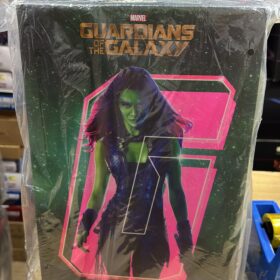 MARVEL
GUARDIANS
OF THE
GALAXY
G